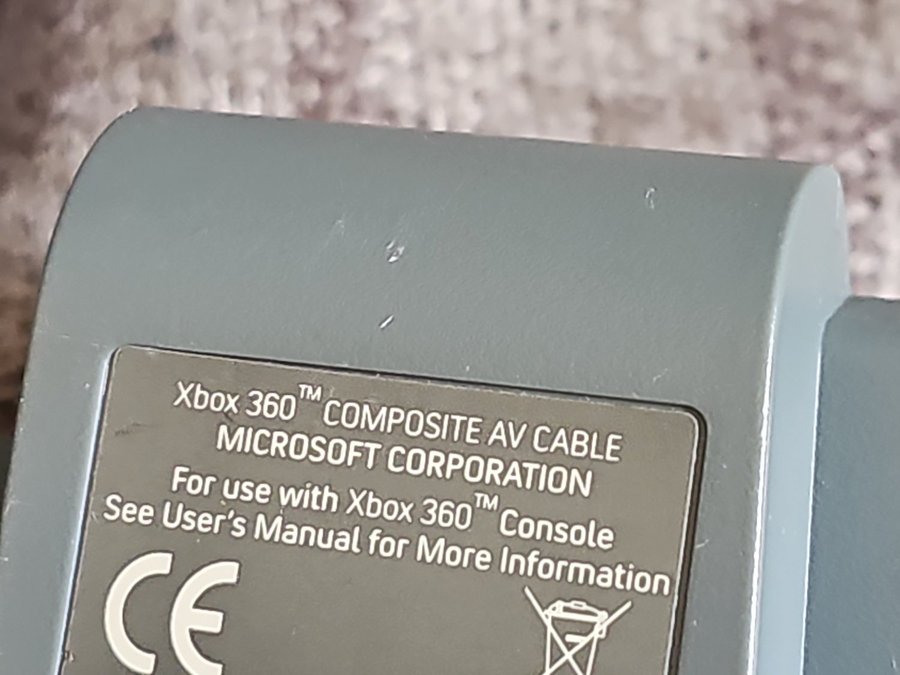 Xbox 360™ COMPOSITE AV CABLE
MICROSOFT CORPORATION
For use with Xbox 360™ Console
See User's Manual for More Information
CE